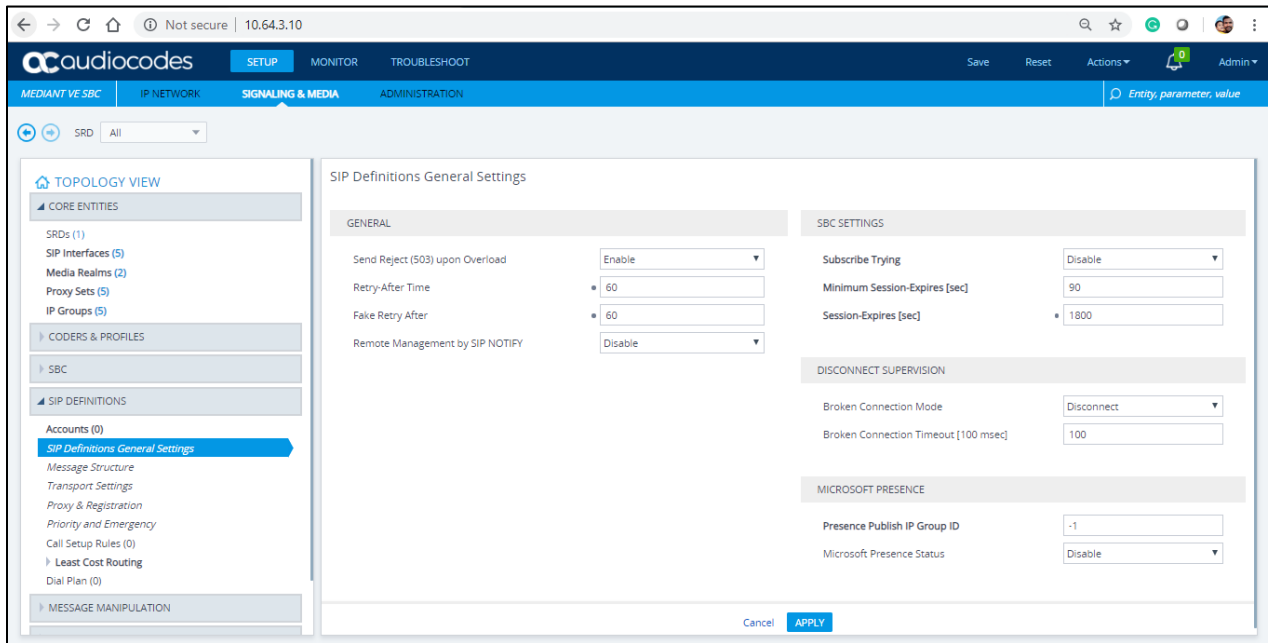 Not secure | 10.64.3.10
audiocodes SETUP MONITOR TROUBLESHOOT Save Reset Actions 0 Admin
MEDIANT VE SBC IP NETWORK SIGNALING & MEDIA ADMINISTRATION Entity, parameter, value
SRD All
TOPOLOGY VIEW
CORE ENTITIES
SRDs (1)
SIP Interfaces (5)
Media Realms (2)
Proxy Sets (5)
IP Groups (5)
CODERS & PROFILES
SBC
SIP DEFINITIONS
Accounts (0)
SIP Definitions General Settings
Message Structure
Transport Settings
Proxy & Registration
Priority and Emergency
Call Setup Rules (0)
Least Cost Routing
Dial Plan (0)
MESSAGE MANIPULATION
SIP Definitions General Settings
GENERAL
Send Reject (503) upon Overload Enable
Retry-After Time 60
Fake Retry After 60
Remote Management by SIP NOTIFY Disable
SBC SETTINGS
Subscribe Trying Disable
Minimum Session-Expires [sec] 90
Session-Expires [sec] 1800
DISCONNECT SUPERVISION
Broken Connection Mode Disconnect
Broken Connection Timeout [100 msec] 100
MICROSOFT PRESENCE
Presence Publish IP Group ID -1
Microsoft Presence Status Disable
Cancel APPLY